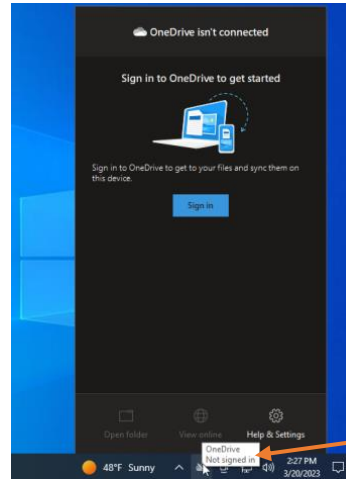 OneDrive isn't connected
Sign in to OneDrive to get started
Sign in to OneDrive to get to your files and sync them on
this device.
Sign in
Open folder
View online
Help & Settings
OneDrive
Not signed in
48°F Sunny
2:27 PM
3/20/2023